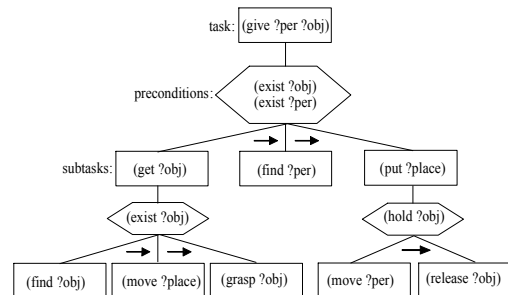 task: (give ?per ?obj)
preconditions: (exist ?obj)
(exist ?per)
subtasks: (get ?obj) (find ?per) (put ?place)
(exist ?obj) (hold ?obj)
(find ?obj) (move ?place) (grasp ?obj) (move ?per) (release ?obj)